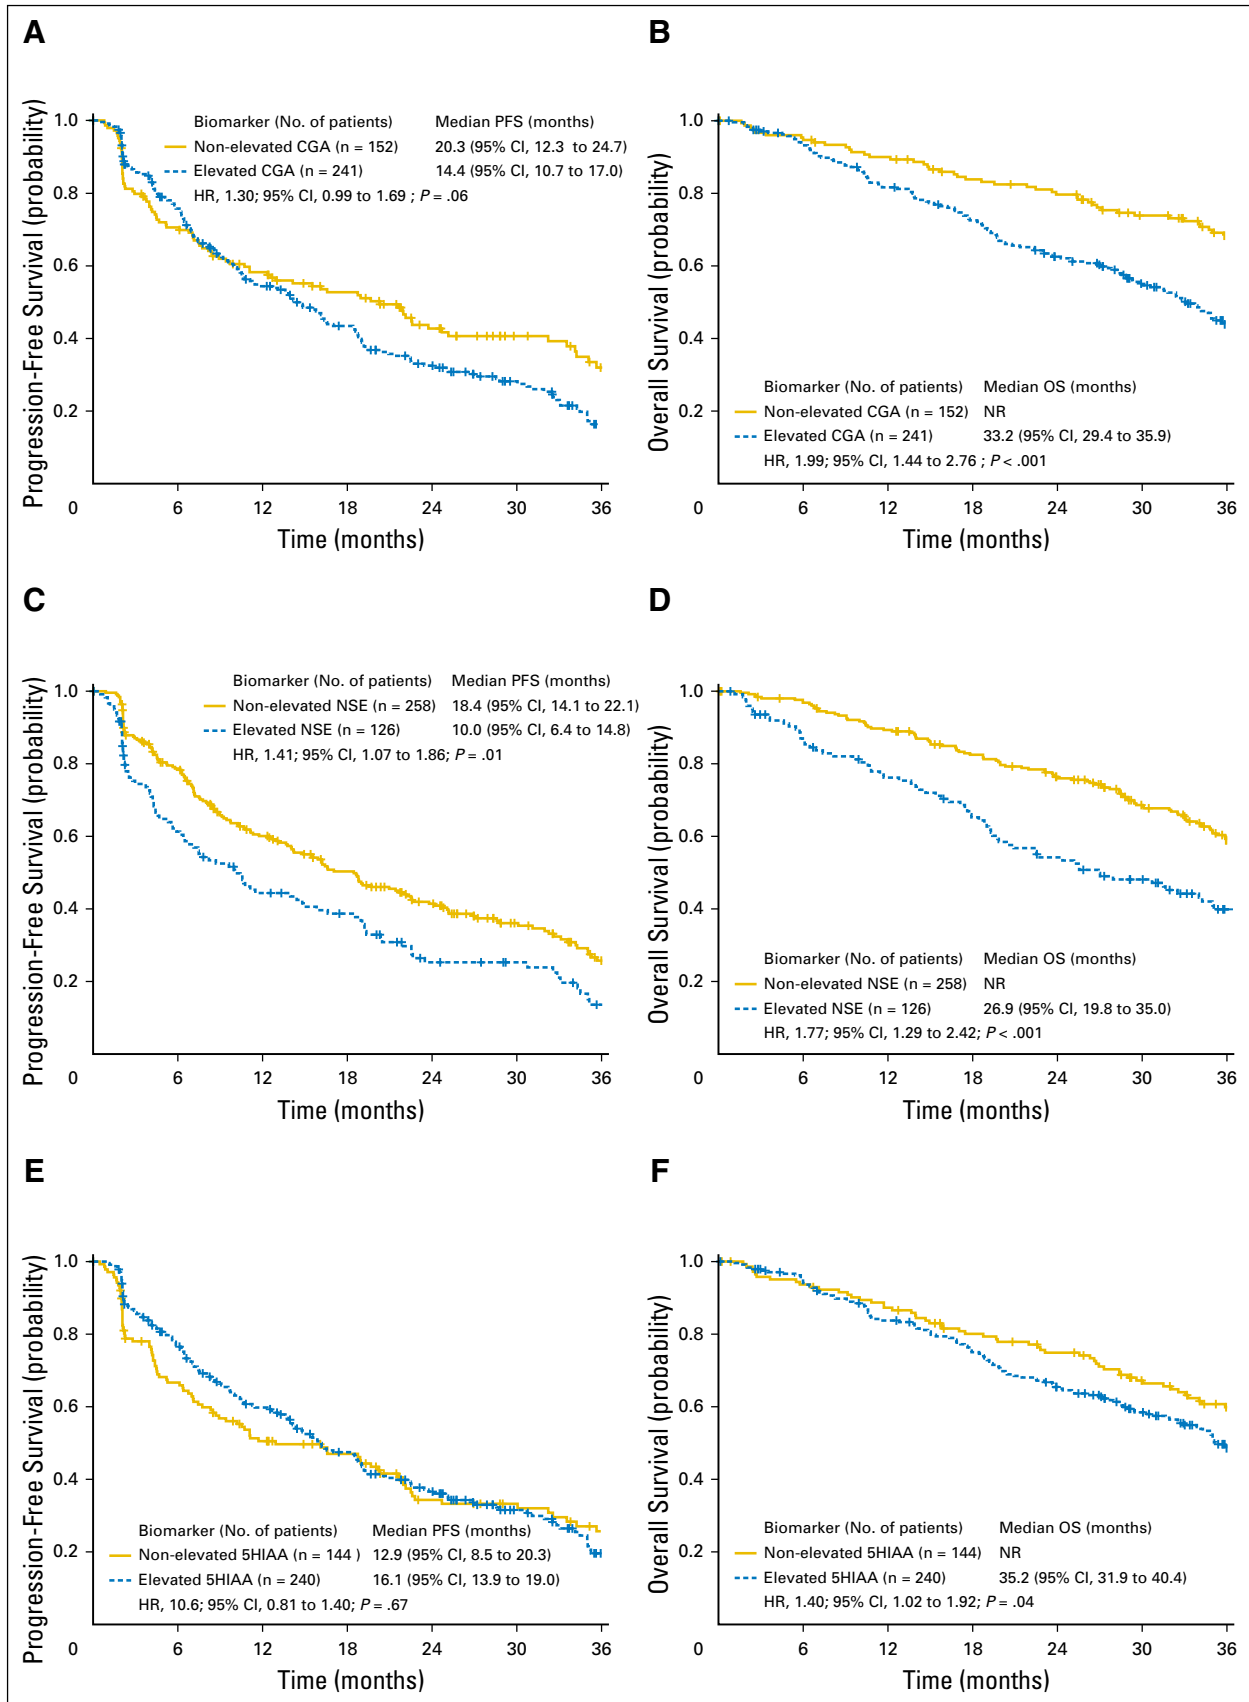 A
Progression-Free Survival (probability)
1.0
0.8
0.6
0.4
0.2
0
6
12
18
24
30
36
Time (months)
Biomarker (No. of patients) Median PFS (months)
Non-elevated CGA (n = 152) 20.3 (95% CI, 12.3 to 24.7)
Elevated CGA (n = 241) 14.4 (95% CI, 10.7 to 17.0)
HR, 1.30; 95% CI, 0.99 to 1.69 ; P = .06
B
Overall Survival (probability)
1.0
0.8
0.6
0.4
0.2
0
6
12
18
24
30
36
Time (months)
Biomarker (No. of patients) Median OS (months)
Non-elevated CGA (n = 152) NR
Elevated CGA (n = 241) 33.2 (95% CI, 29.4 to 35.9)
HR, 1.99; 95% CI, 1.44 to 2.76 ; P < .001
C
Progression-Free Survival (probability)
1.0
0.8
0.6
0.4
0.2
0
6
12
18
24
30
36
Time (months)
Biomarker (No. of patients) Median PFS (months)
Non-elevated NSE (n = 258) 18.4 (95% CI, 14.1 to 22.1)
Elevated NSE (n = 126) 10.0 (95% CI, 6.4 to 14.8)
HR, 1.41; 95% CI, 1.07 to 1.86; P = .01
D
Overall Survival (probability)
1.0
0.8
0.6
0.4
0.2
0
6
12
18
24
30
36
Time (months)
Biomarker (No. of patients) Median OS (months)
Non-elevated NSE (n = 258) NR
Elevated NSE (n = 126) 26.9 (95% CI, 19.8 to 35.0)
HR, 1.77; 95% CI, 1.29 to 2.42; P < .001
E
Progression-Free Survival (probability)
1.0
0.8
0.6
0.4
0.2
0
6
12
18
24
30
36
Time (months)
Biomarker (No. of patients) Median PFS (months)
Non-elevated 5HIAA (n = 144 ) 12.9 (95% CI, 8.5 to 20.3)
Elevated 5HIAA (n = 240) 16.1 (95% CI, 13.9 to 19.0)
HR, 10.6; 95% CI, 0.81 to 1.40; P = .67
F
Overall Survival (probability)
1.0
0.8
0.6
0.4
0.2
0
6
12
18
24
30
36
Time (months)
Biomarker (No. of patients) Median OS (months)
Non-elevated 5HIAA (n = 144) NR
Elevated 5HIAA (n = 240) 35.2 (95% CI, 31.9 to 40.4)
HR, 1.40; 95% CI, 1.02 to 1.92; P = .04